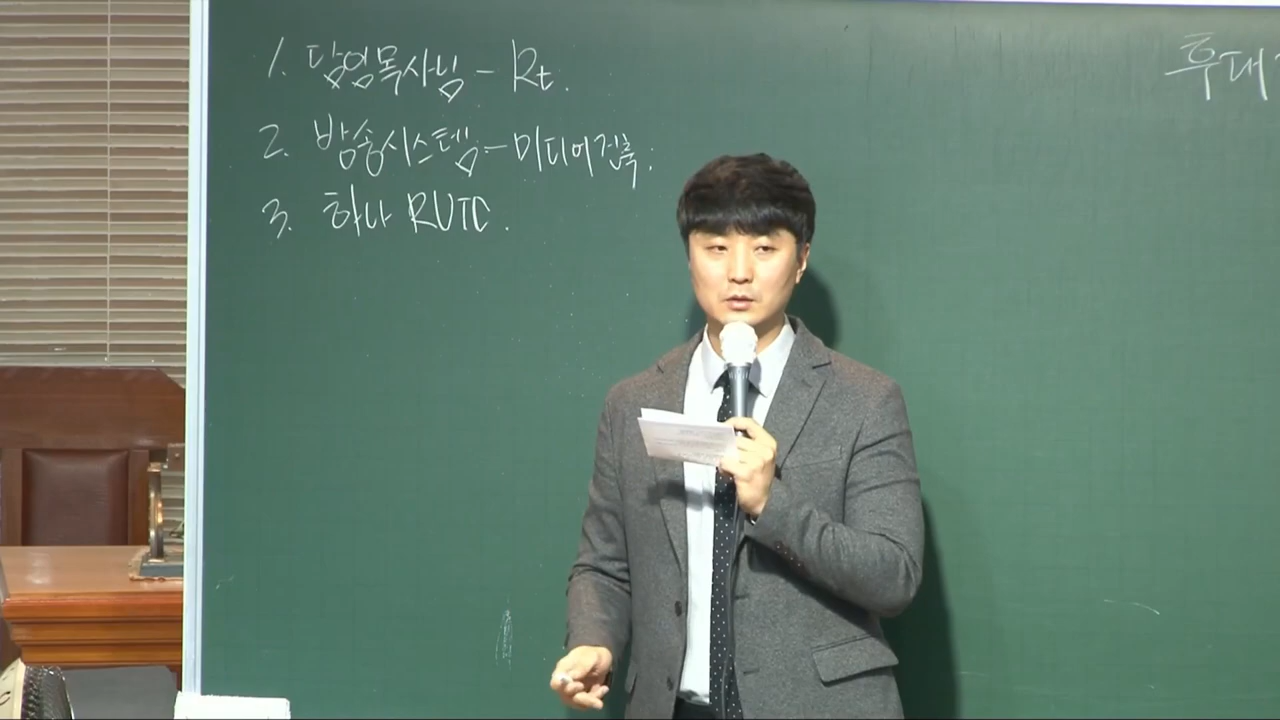 1. 담임목사님 - Rt.
2. 방송시스템 - 미디어건축.
3. 하나 RUTC.
후대